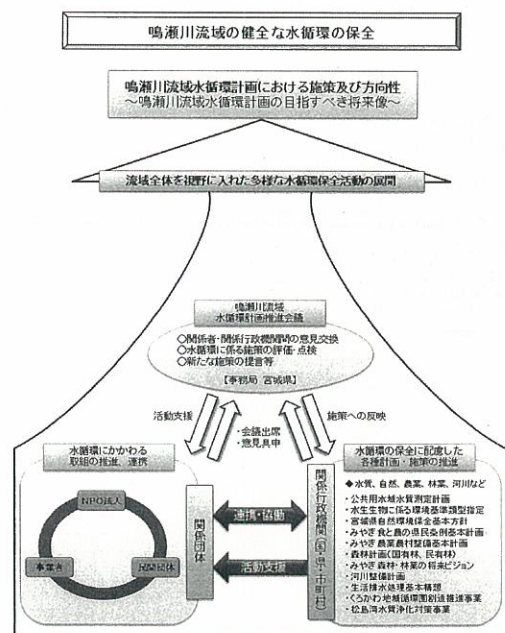 鳴瀬川流域の健全な水循環の保全
鳴瀬川流域水循環計画における施策及び方向性
～鳴瀬川流域水循環計画の目指すべき将来像～
流域全体を視野に入れた多様な水循環保全活動の展開
鳴瀬川流域
水循環計画推進会議
○関係者・関係行政機関間の意見交換
○水循環に係る施策の評価・点検
○新たな施策の提言等
【事務局 宮城県】
活動支援
・会議出席
・意見具申
施策への反映
水循環にかかわる
取組の推進、連携
NPO法人
事業者
民間団体
関係団体
連携・協働
活動支援
関係行政機関(国・県・市町村)
水循環の保全に配慮した
各種計画・施策の推進
◆水質、自然、農業、林業、河川など
・公共用水域水質測定計画
・水生生物に係る環境基準類型指定
・宮城県自然環境保全基本方針
・みやぎ食と農の県民条例基本計画
・みやぎ農業農村整備基本計画
・森林計画(国有林、民有林)
・みやぎ森林・林業の将来ビジョン
・河川整備計画
・生活排水処理基本構想
・くろかわ地域循環圏創造推進事業
・松島湾水質浄化対策事業